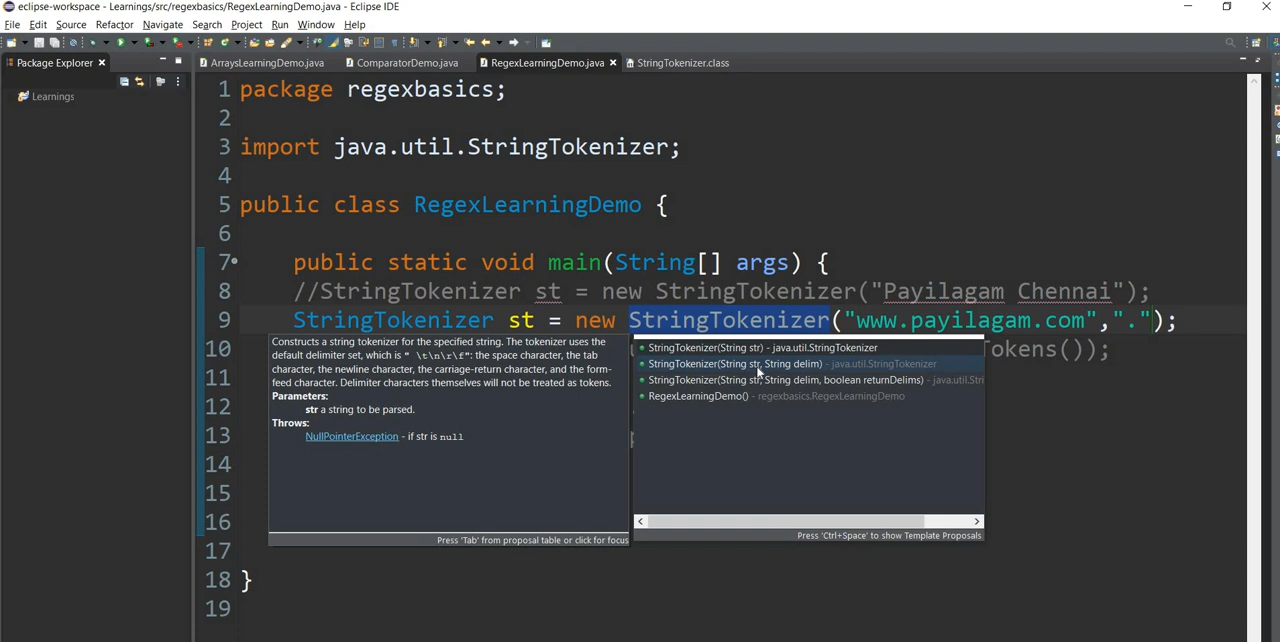 eclipse-workspace - Learnings/src/regexbasics/RegexLearningDemo.java - Eclipse IDE
File Edit Source Refactor Navigate Search Project Run Window Help
Package Explorer
ArraysLearningDemo.java ComparatorDemo.java RegexLearningDemo.java StringTokenizer.class
Learnings
1 package regexbasics;
2
3 import java.util.StringTokenizer;
4
5 public class RegexLearningDemo {
6
7 public static void main(String[] args) {
8 //StringTokenizer st = new StringTokenizer("Payilagam Chennai");
9 StringTokenizer st = new StringTokenizer("www.payilagam.com",".");
10 okens());
11
12
13
14
15
16
17
18 }
19
Constructs a string tokenizer for the specified string. The tokenizer uses the
default delimiter set, which is " \t\n\r\f": the space character, the tab
character, the newline character, the carriage-return character, and the form-
feed character. Delimiter characters themselves will not be treated as tokens.
Parameters:
str a string to be parsed.
Throws:
NullPointerException - if str is null
Press 'Tab' from proposal table or click for focus
StringTokenizer(String str) - java.util.StringTokenizer
StringTokenizer(String str, String delim) - java.util.StringTokenizer
StringTokenizer(String str, String delim, boolean returnDelims) - java.util.Stri
RegexLearningDemo() - regexbasics.RegexLearningDemo
Press 'Ctrl+Space' to show Template Proposals